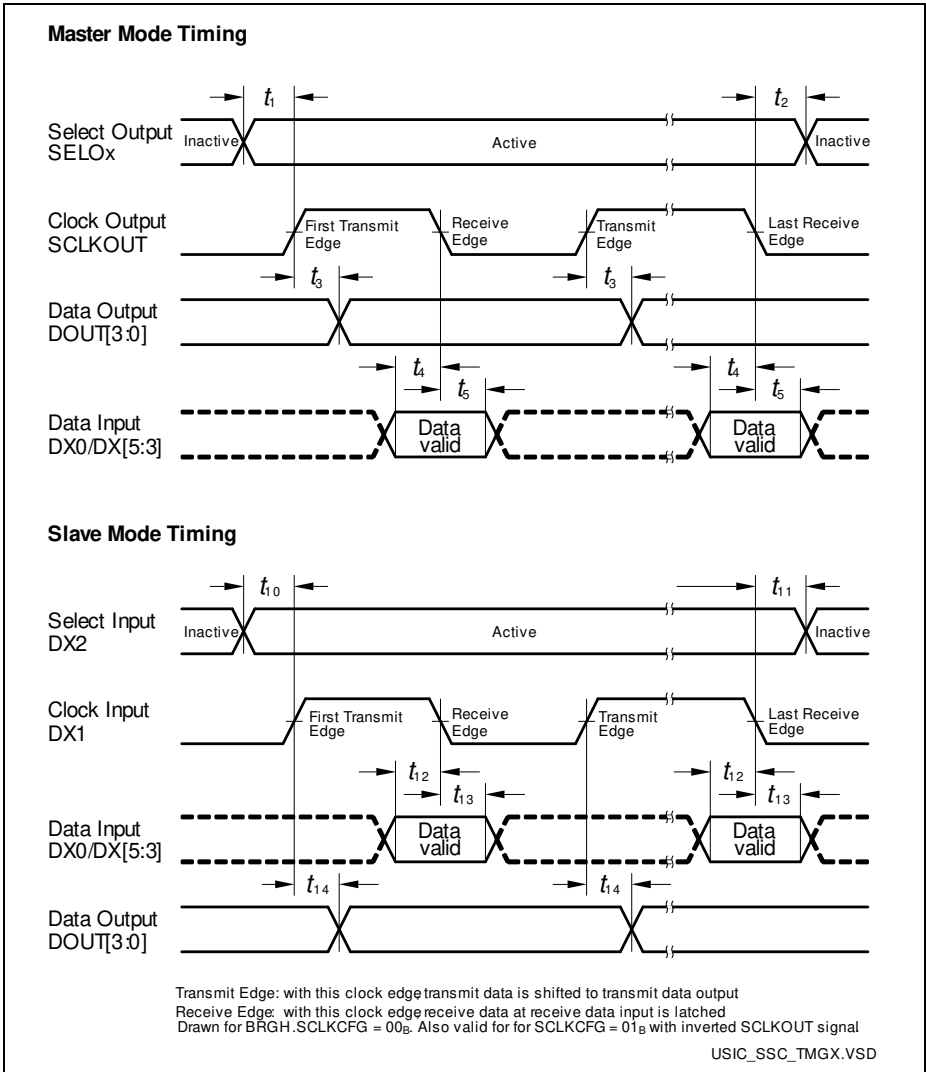 Master Mode Timing
t1
t2
Select Output
SELOx
Inactive
Active
Inactive
Clock Output
SCLKOUT
First Transmit
Edge
Receive
Edge
Transmit
Edge
Last Receive
Edge
t3
t3
Data Output
DOUT[3:0]
t4
t5
t4
t5
Data Input
DX0/DX[5:3]
Data
valid
Data
valid
Slave Mode Timing
t10
t11
Select Input
DX2
Inactive
Active
Inactive
Clock Input
DX1
First Transmit
Edge
Receive
Edge
Transmit
Edge
Last Receive
Edge
t12
t13
t12
t13
Data Input
DX0/DX[5:3]
Data
valid
Data
valid
t14
t14
Data Output
DOUT[3:0]
Transmit Edge: with this clock edge, transmit data is shifted to transmit data output
Receive Edge: with this clock edge, receive data at receive data input is latched
Drawn for BRGH.SCLKCFG = 00B. Also valid for for SCLKCFG = 01B with inverted SCLKOUT signal.
USIC_SSC_TMGX.VSD